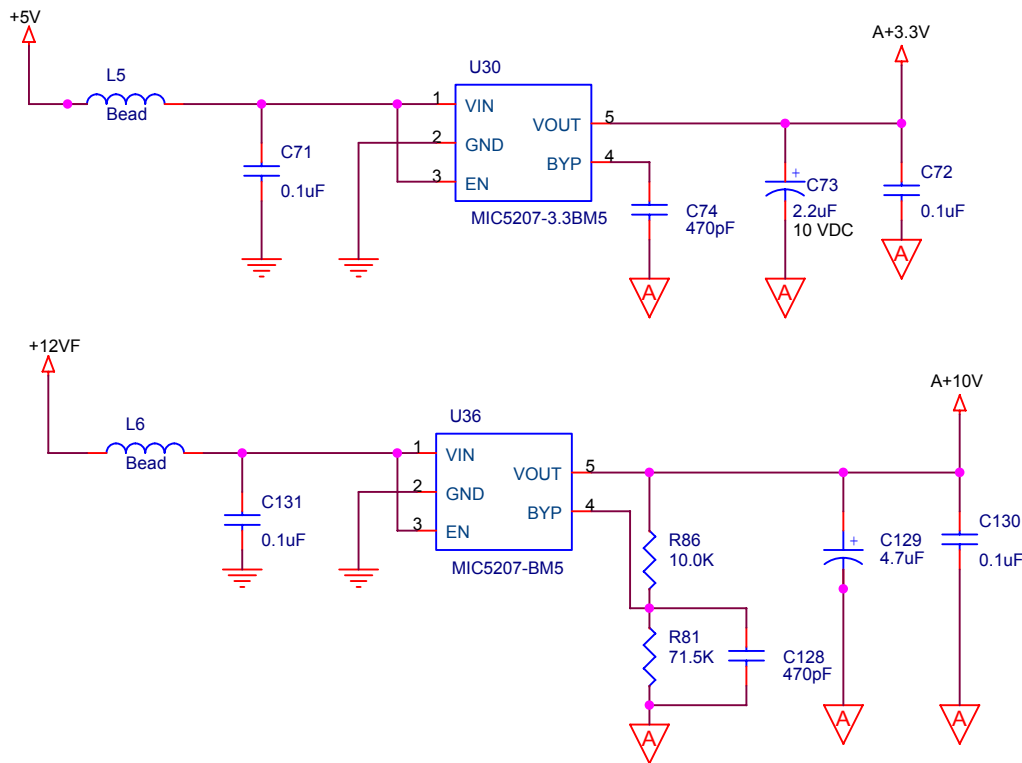 +5V
A+3.3V
L5
Bead
U30
1
VIN
2
GND
3
EN
VOUT
5
BYP
4
MIC5207-3.3BM5
C71
0.1uF
C74
470pF
+
C73
2.2uF
10 VDC
C72
0.1uF
A
A
A
+12VF
A+10V
L6
Bead
U36
1
VIN
2
GND
3
EN
VOUT
5
BYP
4
MIC5207-BM5
C131
0.1uF
R86
10.0K
R81
71.5K
C128
470pF
+
C129
4.7uF
C130
0.1uF
A
A
A